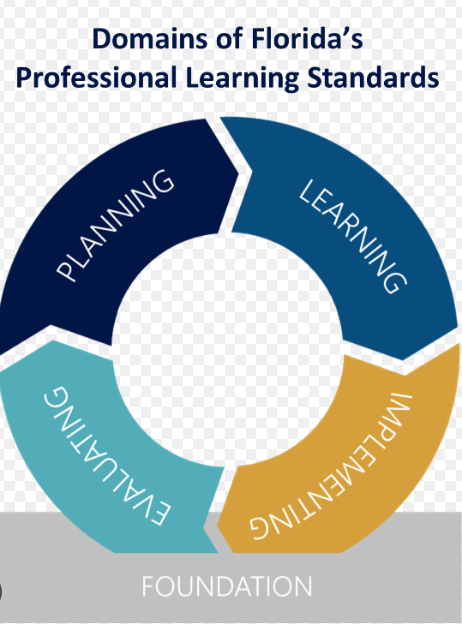 Domains of Florida's
Professional Learning Standards
PLANNING
LEARNING
IMPLEMENTING
EVALUATING
FOUNDATION